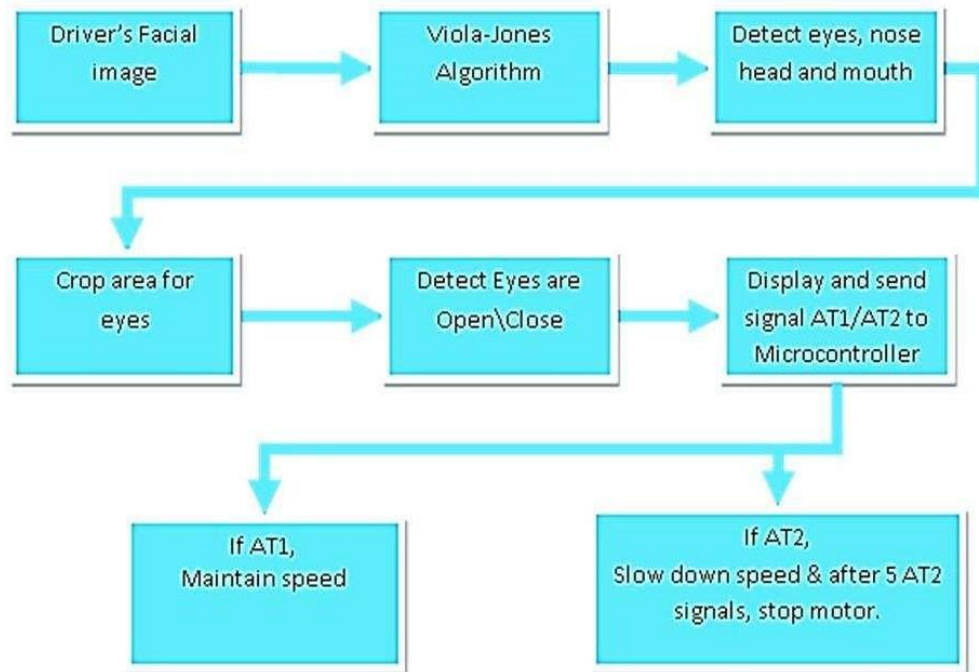 Driver's Facial
image
Viola-Jones
Algorithm
Detect eyes, nose
head and mouth
Crop area for
eyes
Detect Eyes are
Open\Close
Display and send
signal AT1/AT2 to
Microcontroller
If AT1,
Maintain speed
If AT2,
Slow down speed & after 5 AT2
signals, stop motor.